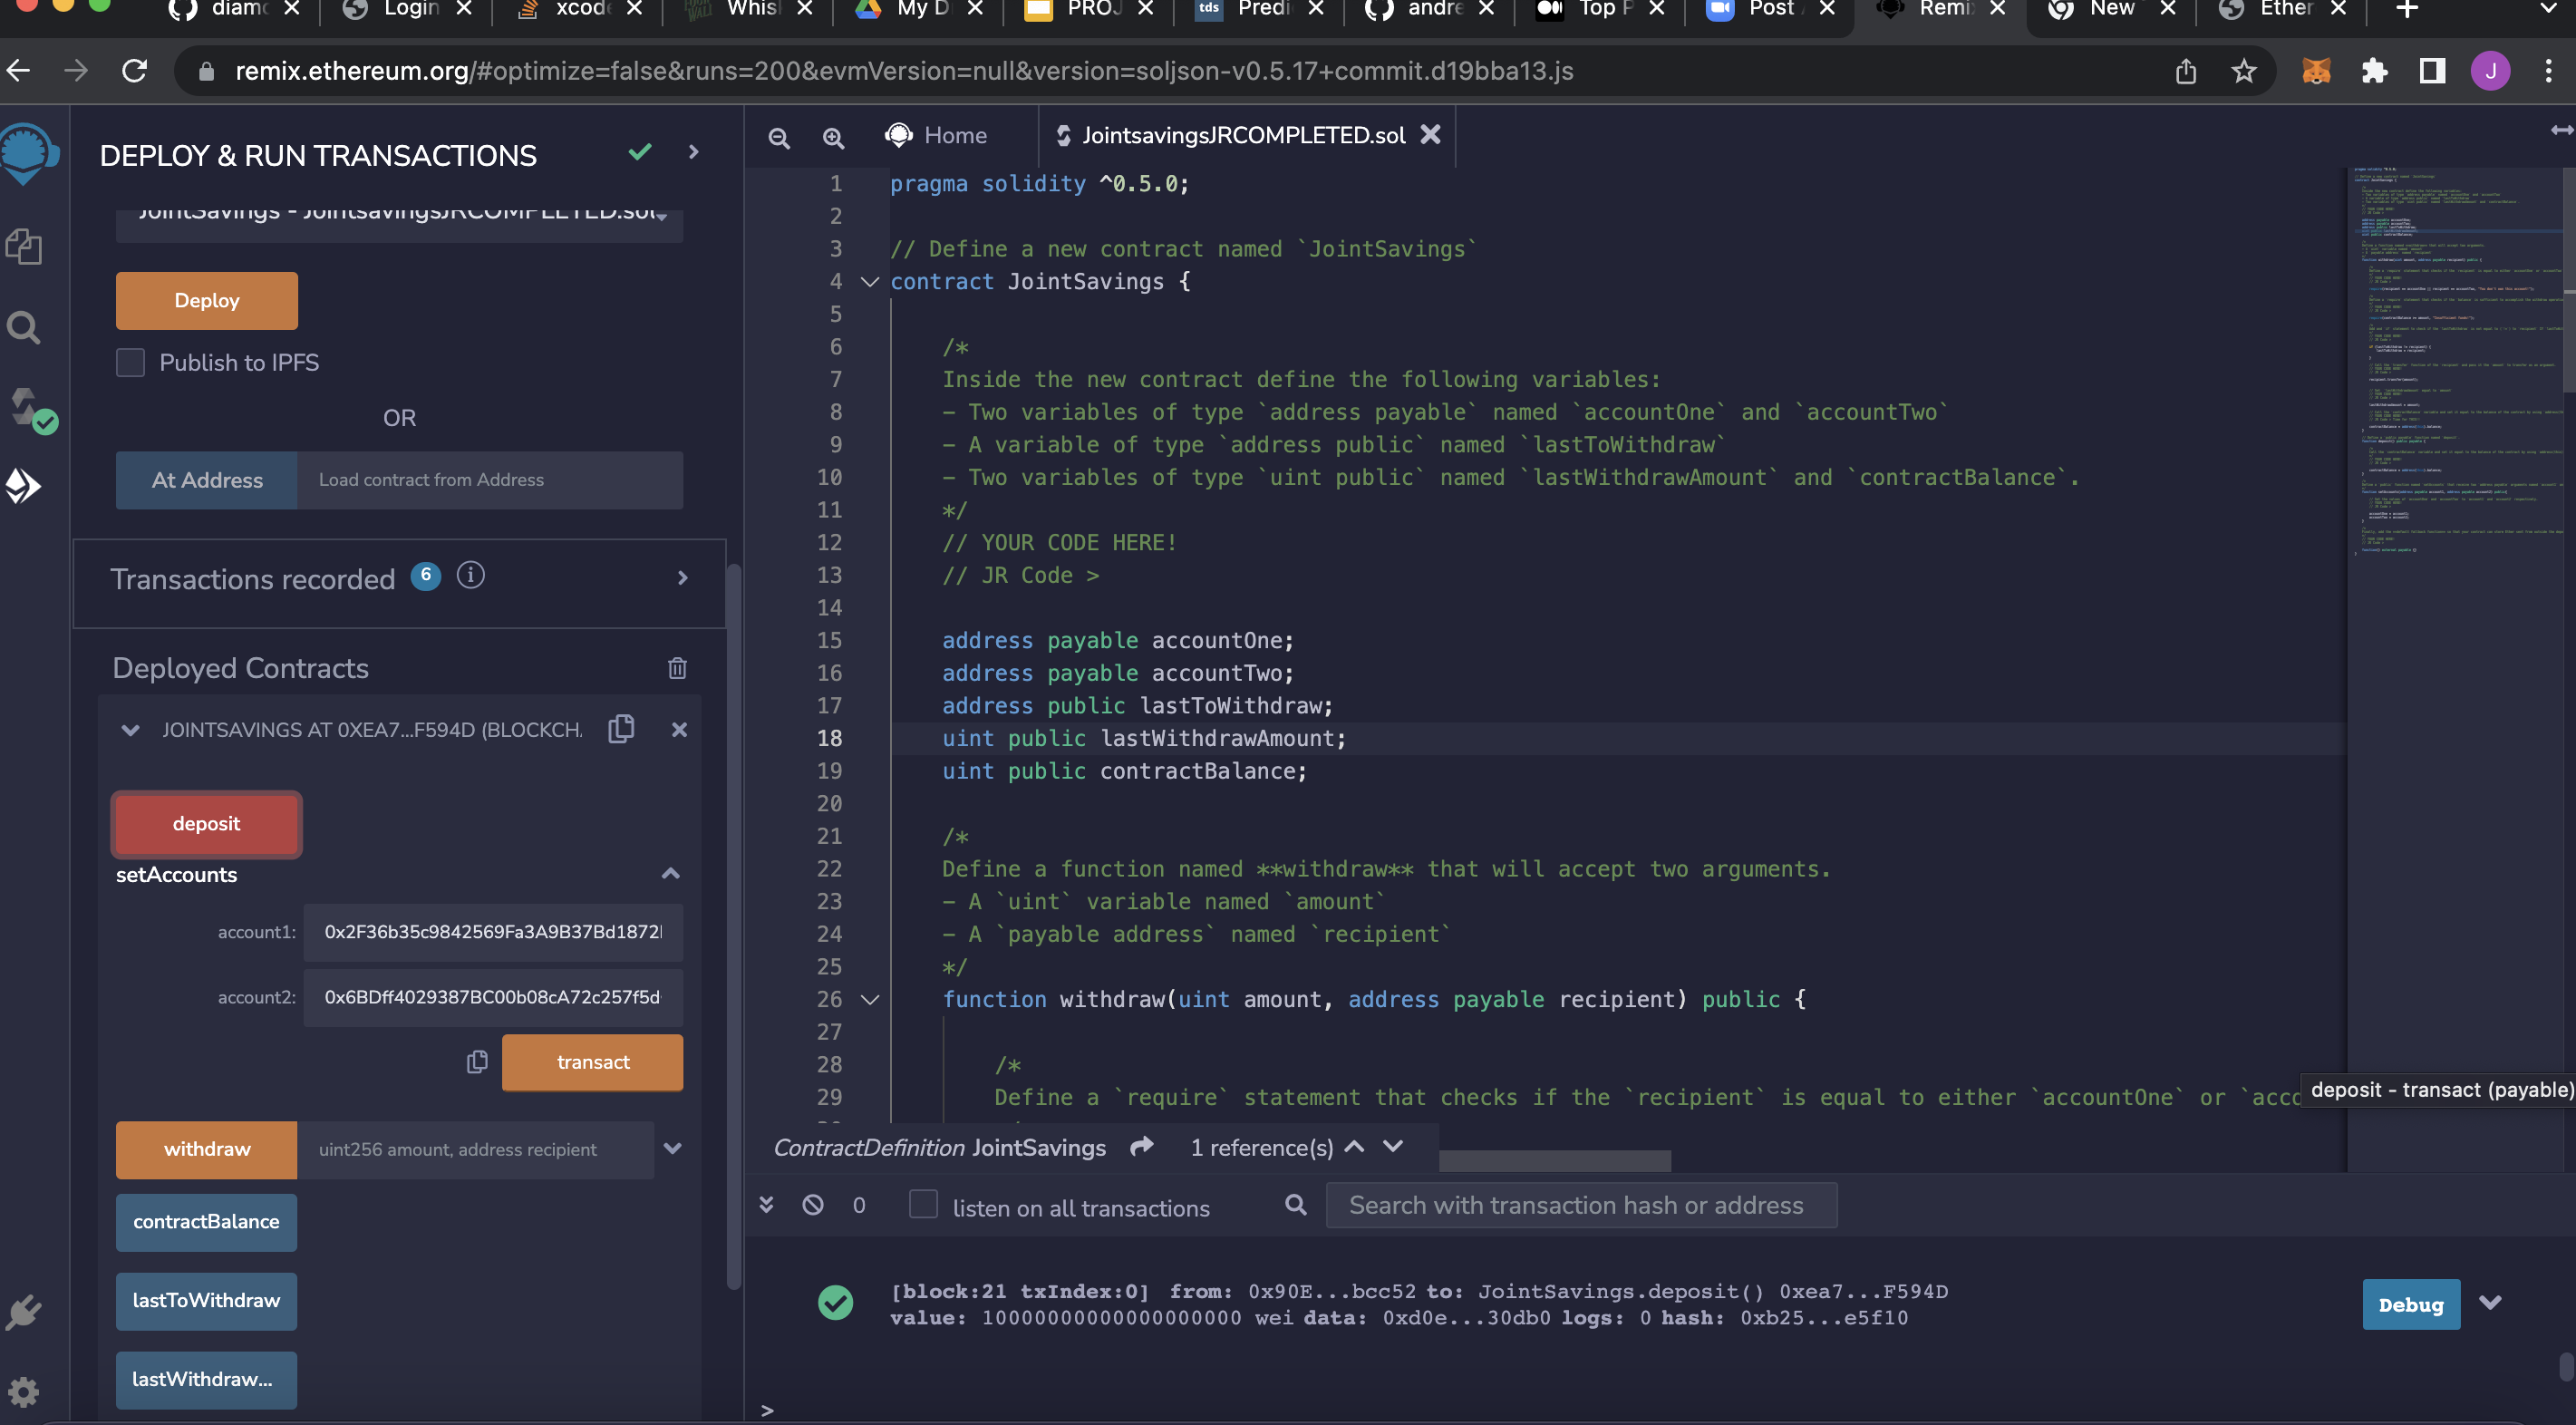 diam
Login
xcode
Whis
My D
PROJ
tds Predi
andre
Top P
Post
Remix
New
Ether
remix.ethereum.org/#optimize=false&runs=200&evmVersion=null&version=soljson-v0.5.17+commit.d19bba13.js
J
DEPLOY & RUN TRANSACTIONS
JointSavings - JointsavingsJRCOMPLETED.sol
Deploy
Publish to IPFS
OR
At Address Load contract from Address
Transactions recorded 6
Deployed Contracts
JOINTSAVINGS AT 0XEA7...F594D (BLOCKCHA
deposit
setAccounts
account1: 0x2F36b35c9842569Fa3A9B37Bd1872
account2: 0x6BDff4029387BC00b08cA72c257f5d
transact
withdraw uint256 amount, address recipient
contractBalance
lastToWithdraw
lastWithdraw...
Home
JointsavingsJRCOMPLETED.sol
1 pragma solidity ^0.5.0;
2
3 // Define a new contract named `JointSavings`
4 contract JointSavings {
5
6 /*
7 Inside the new contract define the following variables:
8 - Two variables of type `address payable` named `accountOne` and `accountTwo`
9 - A variable of type `address public` named `lastToWithdraw`
10 - Two variables of type `uint public` named `lastWithdrawAmount` and `contractBalance`.
11 */
12 // YOUR CODE HERE!
13 // JR Code >
14
15 address payable accountOne;
16 address payable accountTwo;
17 address public lastToWithdraw;
18 uint public lastWithdrawAmount;
19 uint public contractBalance;
20
21 /*
22 Define a function named **withdraw** that will accept two arguments.
23 - A `uint` variable named `amount`
24 - A `payable address` named `recipient`
25 */
26 function withdraw(uint amount, address payable recipient) public {
27
28 /*
29 Define a `require` statement that checks if the `recipient` is equal to either `accountOne` or `acco
deposit - transact (payable)
ContractDefinition JointSavings 1 reference(s)
0 listen on all transactions Search with transaction hash or address
[block:21 txIndex:0] from: 0x90E...bcc52 to: JointSavings.deposit() 0xea7...F594D
value: 10000000000000000000 wei data: 0xd0e...30db0 logs: 0 hash: 0xb25...e5f10
Debug
>